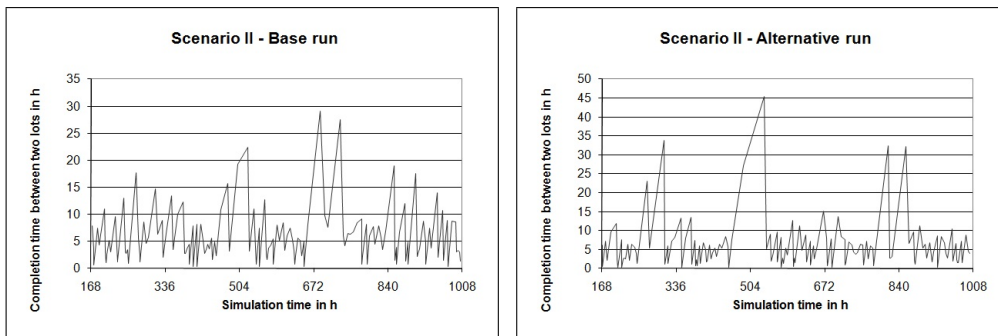 Scenario II - Base run
Completion time between two lots in h
35
30
25
20
15
10
5
0
168 336 504 672 840 1008
Simulation time in h
Scenario II - Alternative run
Completion time between two lots in h
50
45
40
35
30
25
20
15
10
5
0
168 336 504 672 840 1008
Simulation time in h